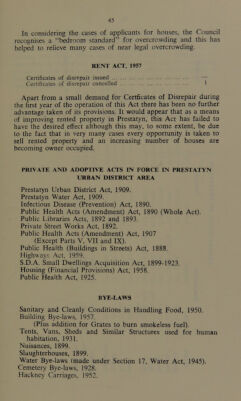 45
In considering the cases of applicants for houses, the Council
recognises a "bedroom standard" for overcrowding and this has
helped to relieve many cases of near legal overcrowding.
RENT ACT, 1957
Certificates of disrepair issued
Certificates of disrepair cancelled 1
Apart from a small demand for Certficates of Disrepair during
the first year of the operation of this Act there has been no further
advantage taken of its provisions. It would appear that as a means
of improving rented property in Prestatyn, this Act has failed to
have the desired effect although this may, to some extent, be due
to the fact that in very many cases every opportunity is taken to
sell rented property and an increasing number of houses are
becoming owner occupied.
PRIVATE AND ADOPTIVE ACTS IN FORCE IN PRESTATYN
URBAN DISTRICT AREA
Prestatyn Urban District Act, 1909.
Prestatyn Water Act, 1909.
Infectious Disease (Prevention) Act, 1890.
Public Health Acts (Amendment) Act, 1890 (Whole Act).
Public Libraries Acts, 1892 and 1893.
Private Street Works Act, 1892.
Public Health Acts (Amendment) Act, 1907
(Except Parts V, VII and IX).
Public Health (Buildings in Streets) Act, 1888.
Highways Act, 1959.
S.D.A. Small Dwellings Acquisition Act, 1899-1923.
Housing (Financial Provisions) Act, 1958.
Public Health Act, 1925.
BYE-LAWS
Sanitary and Cleanly Conditions in Handling Food, 1950.
Building Bye-laws, 1957.
(Plus addition for Grates to burn smokeless fuel).
Tents, Vans, Sheds and Similar Structures used for human
habitation, 1931.
Nuisances, 1899.
Slaughterhouses, 1899.
Water Bye-laws (made under Section 17, Water Act, 1945).
Cemetery Bye-laws, 1928.
Hackney Carriages, 1952.